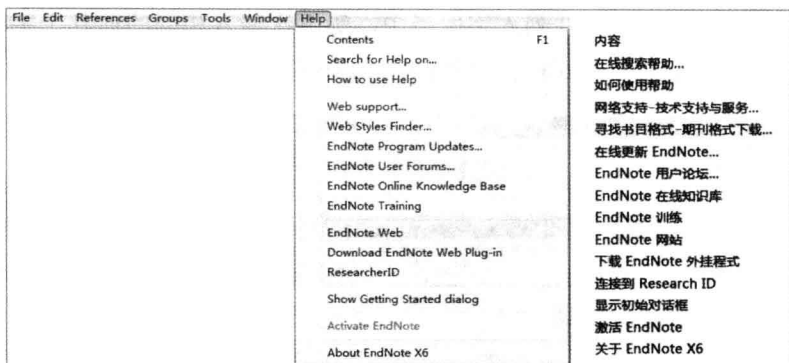 File Edit References Groups Tools Window Help
Contents F1
Search for Help on...
How to use Help
Web support...
Web Styles Finder...
EndNote Program Updates...
EndNote User Forums...
EndNote Online Knowledge Base
EndNote Training
EndNote Web
Download EndNote Web Plug-in
ResearcherID
Show Getting Started dialog
Activate EndNote
About EndNote X6
内容
在线搜索帮助...
如何使用帮助
网络支持-技术支持与服务...
寻找书目格式-期刊格式下载...
在线更新 EndNote...
EndNote 用户论坛...
EndNote 在线知识库
EndNote 训练
EndNote 网站
下载 EndNote 外挂程式
连接到 Research ID
显示初始对话框
激活 EndNote
关于 EndNote X6